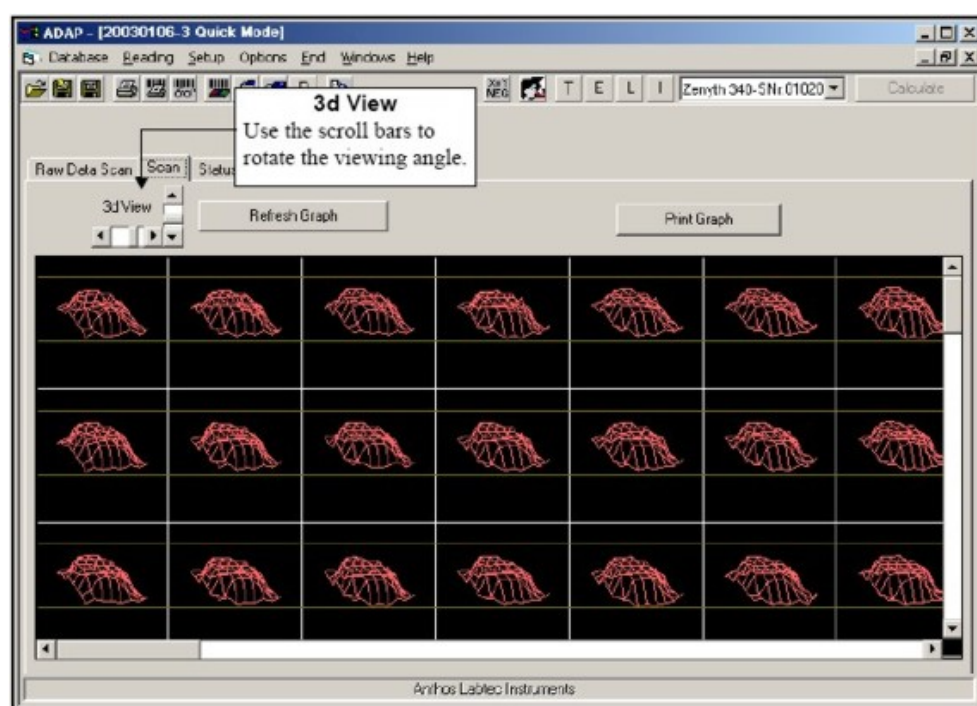 ADAP - [20030106-3 Quick Mode]
Database Reading Setup Options End Windows Help
X=Y
NEG
T E L I Zenyth 340-SNr.01020 Calculate
3d View
Use the scroll bars to
rotate the viewing angle.
Raw Data Scan Scan Status
3d View Refresh Graph Print Graph
Anthos Labtec Instruments